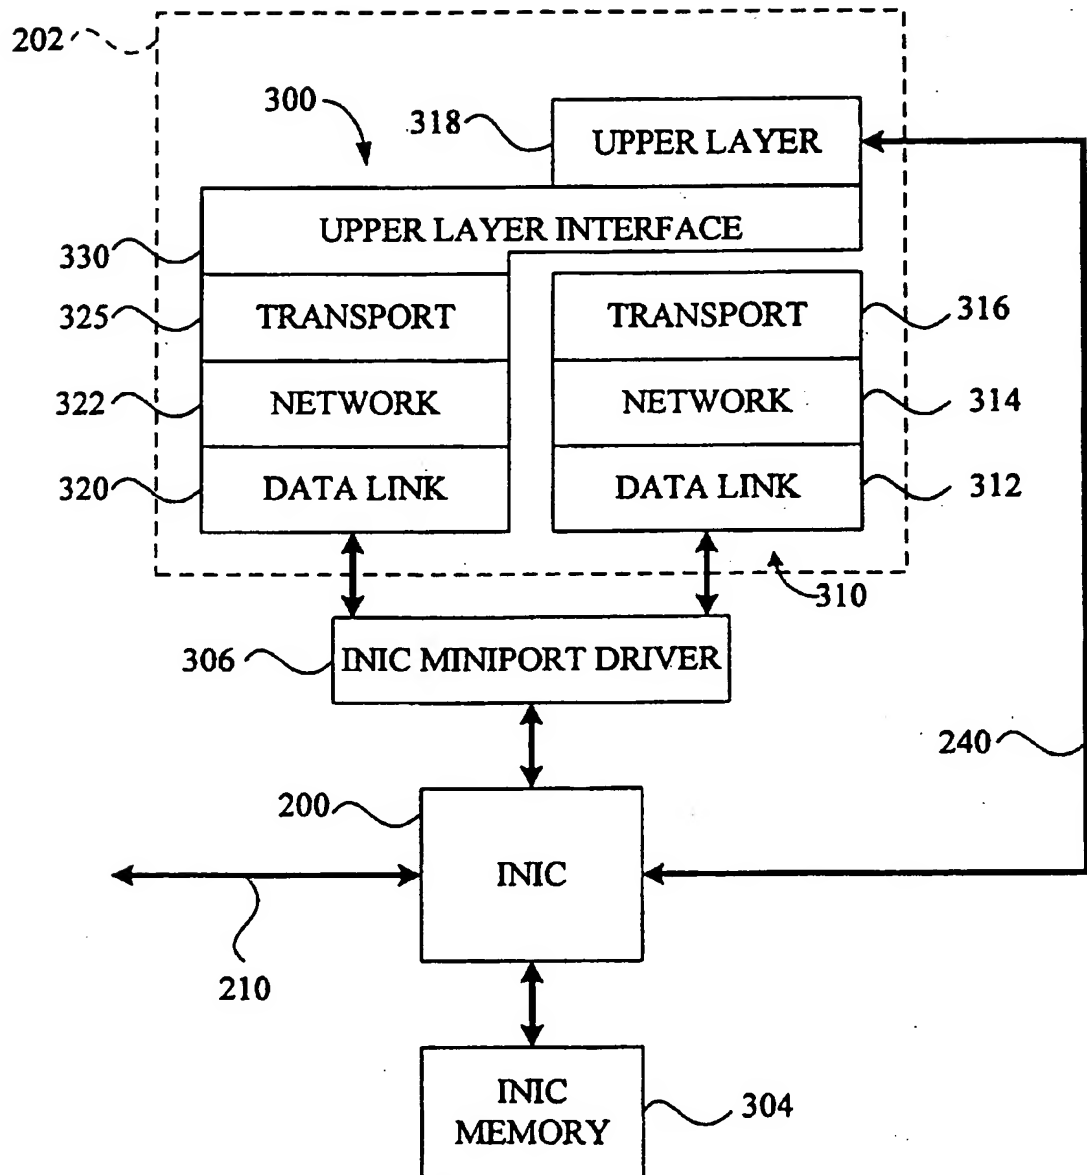 202
300
318
UPPER LAYER
UPPER LAYER INTERFACE
330
325
TRANSPORT
TRANSPORT
316
322
NETWORK
NETWORK
314
320
DATA LINK
DATA LINK
312
310
306
INIC MINIPORT DRIVER
240
200
INIC
210
INIC
MEMORY
304